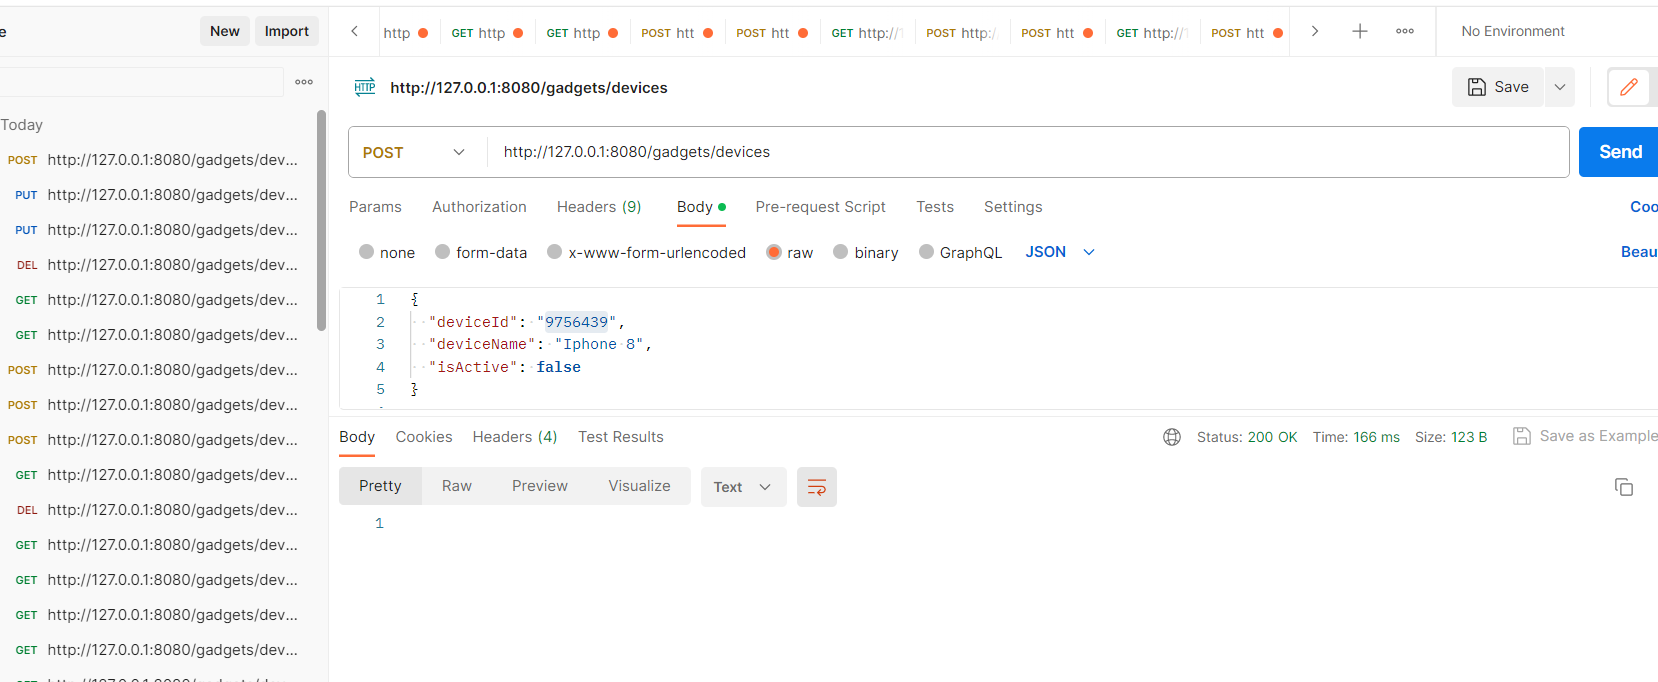 e
New
Import
http
GET http
GET http
POST htt
POST htt
GET http://1
POST http:/
POST htt
GET http://1
POST htt
No Environment
Today
POST http://127.0.0.1:8080/gadgets/dev...
PUT http://127.0.0.1:8080/gadgets/dev...
PUT http://127.0.0.1:8080/gadgets/dev...
DEL http://127.0.0.1:8080/gadgets/dev...
GET http://127.0.0.1:8080/gadgets/dev...
GET http://127.0.0.1:8080/gadgets/dev...
POST http://127.0.0.1:8080/gadgets/dev...
POST http://127.0.0.1:8080/gadgets/dev...
POST http://127.0.0.1:8080/gadgets/dev...
GET http://127.0.0.1:8080/gadgets/dev...
DEL http://127.0.0.1:8080/gadgets/dev...
GET http://127.0.0.1:8080/gadgets/dev...
GET http://127.0.0.1:8080/gadgets/dev...
GET http://127.0.0.1:8080/gadgets/dev...
GET http://127.0.0.1:8080/gadgets/dev...
HTTP http://127.0.0.1:8080/gadgets/devices
Save
POST http://127.0.0.1:8080/gadgets/devices
Send
Params Authorization Headers (9) Body Pre-request Script Tests Settings
Coo
none form-data x-www-form-urlencoded raw binary GraphQL JSON
Beau
1 {
2 "deviceId": "9756439",
3 "deviceName": "Iphone 8",
4 "isActive": false
5 }
Body Cookies Headers (4) Test Results
Status: 200 OK Time: 166 ms Size: 123 B Save as Example
Pretty Raw Preview Visualize Text
1